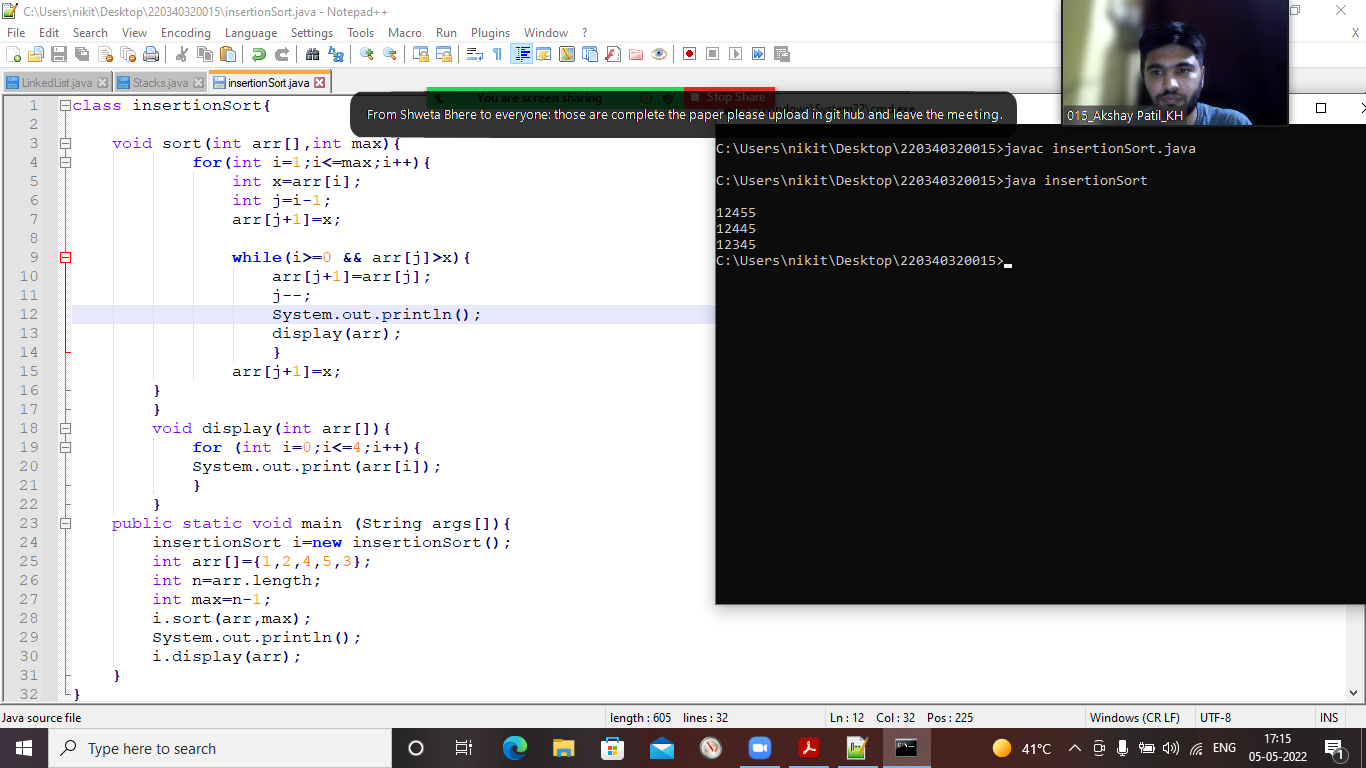 C:\Users\nikit\Desktop\220340320015\insertionSort.java - Notepad++
File Edit Search View Encoding Language Settings Tools Macro Run Plugins Window ?
X
LinkedList.java Stacks.java insertionSort.java
You are screen sharing Stop Share
From Shweta Bhere to everyone: those are complete the paper please upload in git hub and leave the meeting.
015_Akshay Patil_KH
1 class insertionSort{
2
3 void sort(int arr[],int max){
4 for(int i=1;i<=max;i++){
5 int x=arr[i];
6 int j=i-1;
7 arr[j+1]=x;
8
9 while(i>=0 && arr[j]>x){
10 arr[j+1]=arr[j];
11 j--;
12 System.out.println();
13 display(arr);
14 }
15 arr[j+1]=x;
16 }
17 }
18 void display(int arr[]){
19 for (int i=0;i<=4;i++){
20 System.out.print(arr[i]);
21 }
22 }
23 public static void main (String args[]){
24 insertionSort i=new insertionSort();
25 int arr[]={1,2,4,5,3};
26 int n=arr.length;
27 int max=n-1;
28 i.sort(arr,max);
29 System.out.println();
30 i.display(arr);
31 }
32 }
C:\Users\nikit\Desktop\220340320015>javac insertionSort.java
C:\Users\nikit\Desktop\220340320015>java insertionSort
12455
12445
12345
C:\Users\nikit\Desktop\220340320015>
Java source file length : 605 lines : 32 Ln : 12 Col : 32 Pos : 225 Windows (CR LF) UTF-8 INS
Type here to search 41°C ENG 17:15
05-05-2022
1